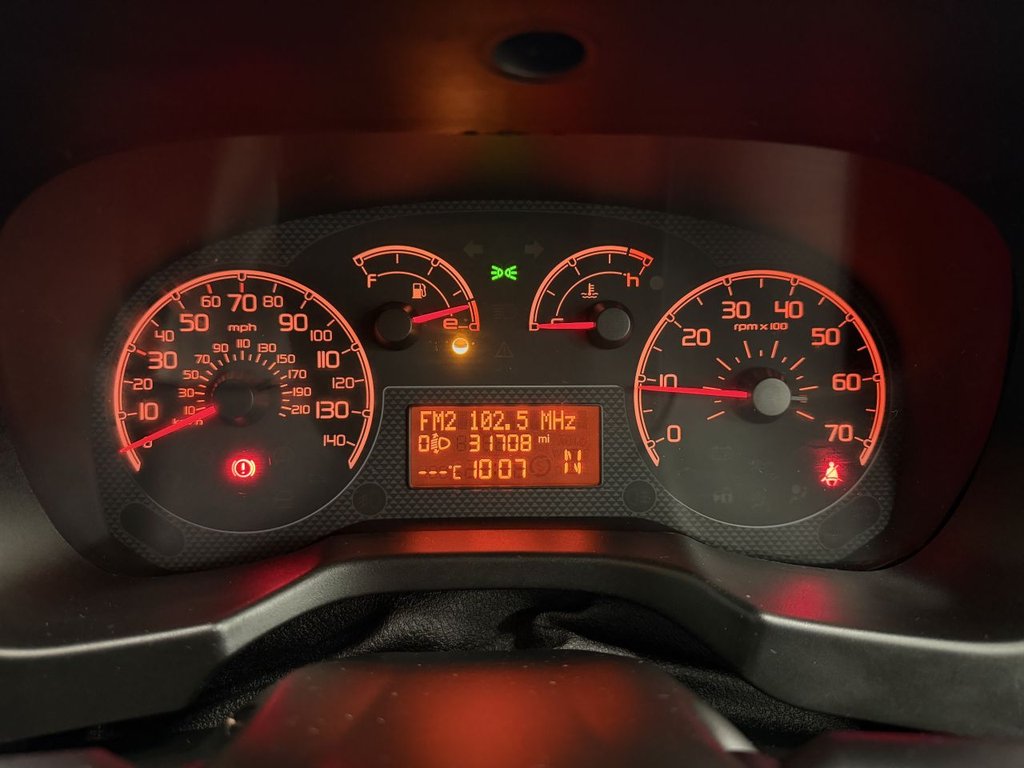 F
e
c
h
10 20 30 40 50 60 70 80 90 100 110 120 130 140
mph
10 30 50 70 90 110 130 150 170 190 210
km/h
0 10 20 30 40 50 60 70
rpm x 100
FM2 102.5 MHz
0 31708 mi
---°C 10:07 N